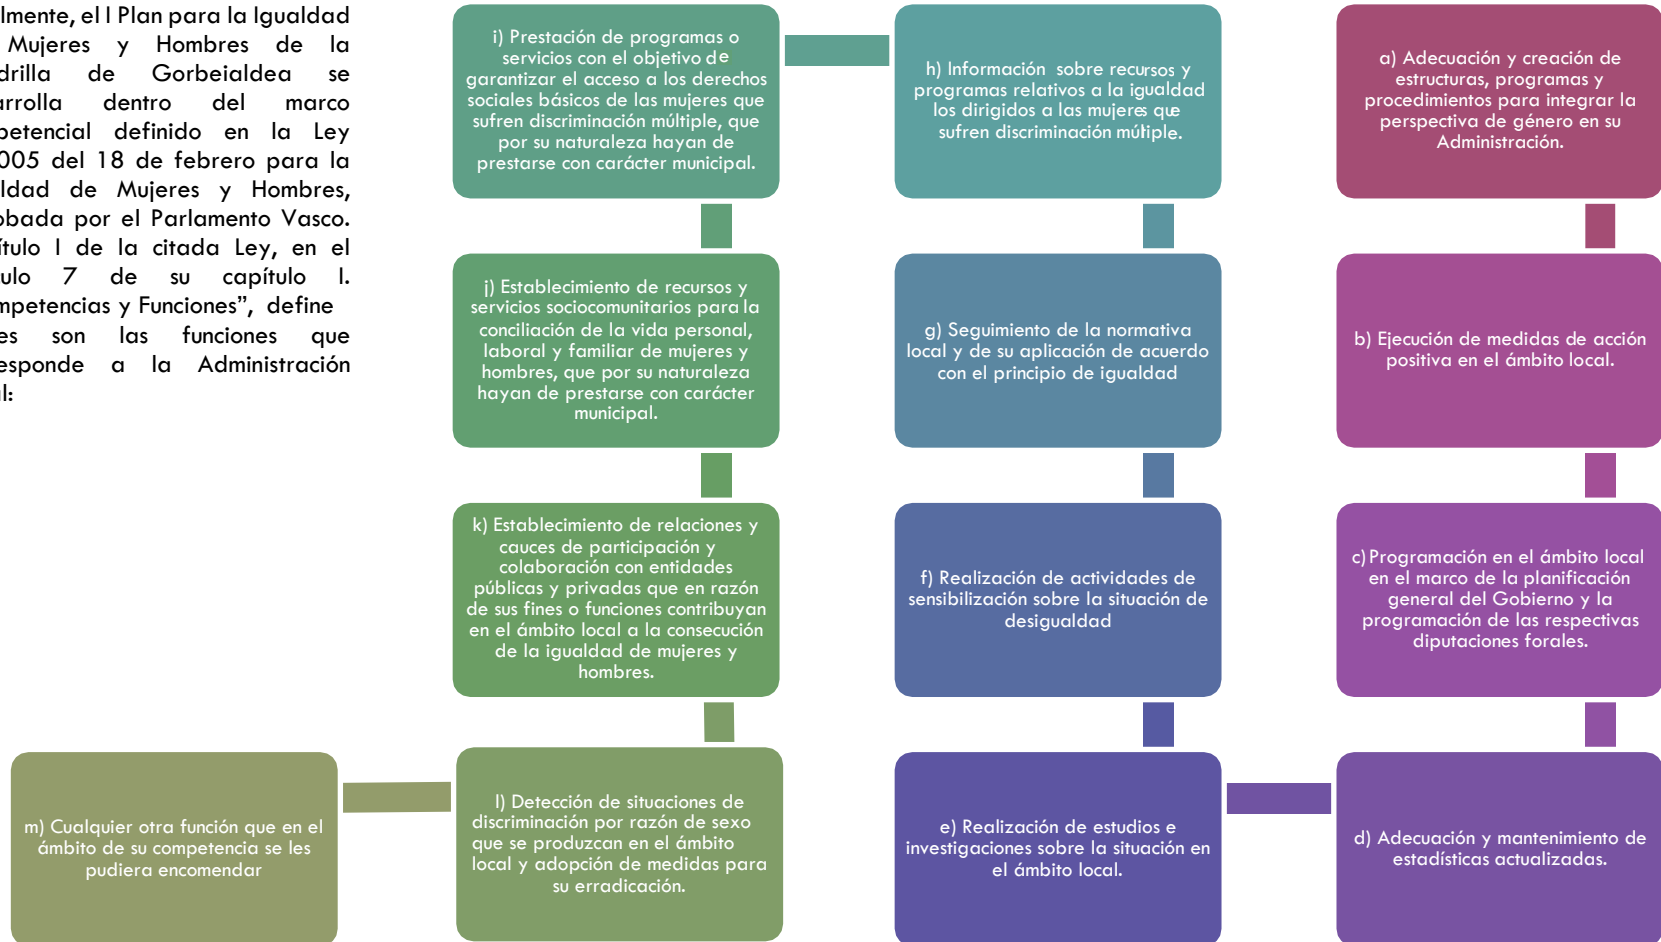 lmente, el I Plan para la Igualdad
Mujeres y Hombres de la
drilla de Gorbeialdea se
arrolla dentro del marco
petencial definido en la Ley
005 del 18 de febrero para la
ldad de Mujeres y Hombres,
obada por el Parlamento Vasco.
ítulo I de la citada Ley, en el
ulo 7 de su capítulo I.
mpetencias y Funciones”, define
es son las funciones que
esponde a la Administración
l:
a) Adecuación y creación de
estructuras, programas y
procedimientos para integrar la
perspectiva de género en su
Administración.
b) Ejecución de medidas de acción
positiva en el ámbito local.
c) Programación en el ámbito local
en el marco de la planificación
general del Gobierno y la
programación de las respectivas
diputaciones forales.
d) Adecuación y mantenimiento de
estadísticas actualizadas.
e) Realización de estudios e
investigaciones sobre la situación en
el ámbito local.
f) Realización de actividades de
sensibilización sobre la situación de
desigualdad
g) Seguimiento de la normativa
local y de su aplicación de acuerdo
con el principio de igualdad
h) Información sobre recursos y
programas relativos a la igualdad
los dirigidos a las mujeres que
sufren discriminación múltiple.
i) Prestación de programas o
servicios con el objetivo de
garantizar el acceso a los derechos
sociales básicos de las mujeres que
sufren discriminación múltiple, que
por su naturaleza hayan de
prestarse con carácter municipal.
j) Establecimiento de recursos y
servicios sociocomunitarios para la
conciliación de la vida personal,
laboral y familiar de mujeres y
hombres, que por su naturaleza
hayan de prestarse con carácter
municipal.
k) Establecimiento de relaciones y
cauces de participación y
colaboración con entidades
públicas y privadas que en razón
de sus fines o funciones contribuyan
en el ámbito local a la consecución
de la igualdad de mujeres y
hombres.
l) Detección de situaciones de
discriminación por razón de sexo
que se produzcan en el ámbito
local y adopción de medidas para
su erradicación.
m) Cualquier otra función que en el
ámbito de su competencia se les
pudiera encomendar